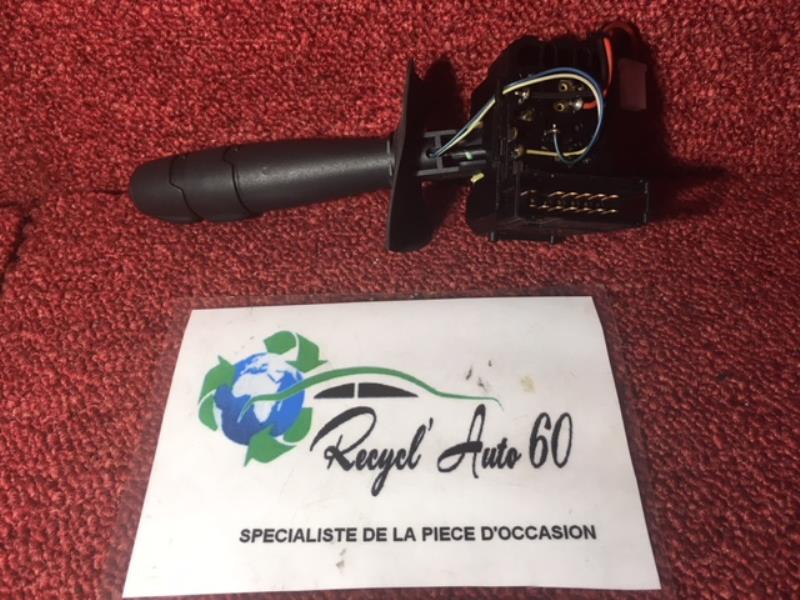 Recycl' Auto 60
SPECIALISTE DE LA PIECE D'OCCASION